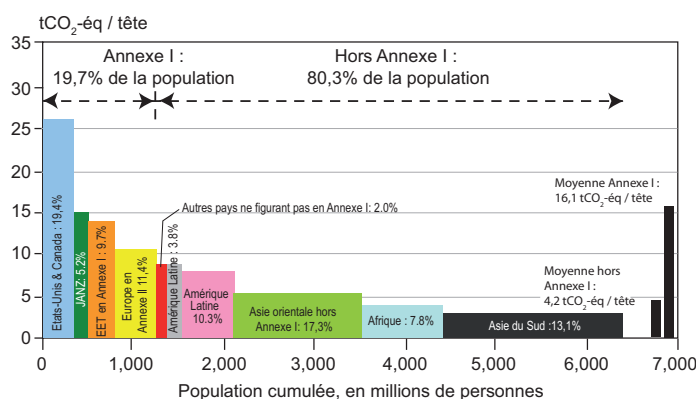 tCO₂-éq / tête
35
30
25
20
15
10
5
0
Annexe I :
19,7% de la population
Hors Annexe I :
80,3% de la population
Etats-Unis & Canada : 19,4%
JANZ: 5.2%
EET en Annexe I : 9.7%
Europe en
Annexe II 11,4%
Autres pays ne figurant pas en Annexe I: 2.0%
Amérique Latine : 3.8%
Amérique
Latine
10.3%
Asie orientale hors
Annexe I: 17,3%
Afrique : 7.8%
Asie du Sud :13,1%
Moyenne Annexe I :
16,1 tCO₂-éq / tête
Moyenne hors
Annexe I :
4,2 tCO₂-éq / tête
0
1,000
2,000
3,000
4,000
5,000
6,000
7,000
Population cumulée, en millions de personnes